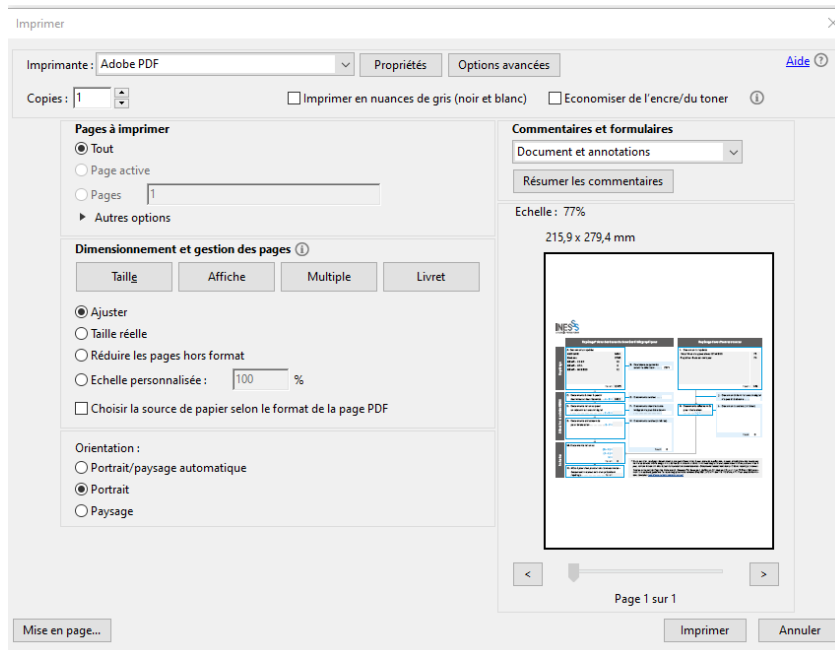 Imprimer
Imprimante : Adobe PDF Propriétés Options avancées Aide
Copies : 1 Imprimer en nuances de gris (noir et blanc) Economiser de l'encre/du toner
Pages à imprimer
Tout
Page active
Pages 1
Autres options
Dimensionnement et gestion des pages
Taille Affiche Multiple Livret
Ajuster
Taille réelle
Réduire les pages hors format
Echelle personnalisée : 100 %
Choisir la source de papier selon le format de la page PDF
Orientation :
Portrait/paysage automatique
Portrait
Paysage
Commentaires et formulaires
Document et annotations
Résumer les commentaires
Echelle : 77%
215,9 x 279,4 mm
INESSS
< >
Page 1 sur 1
Mise en page... Imprimer Annuler